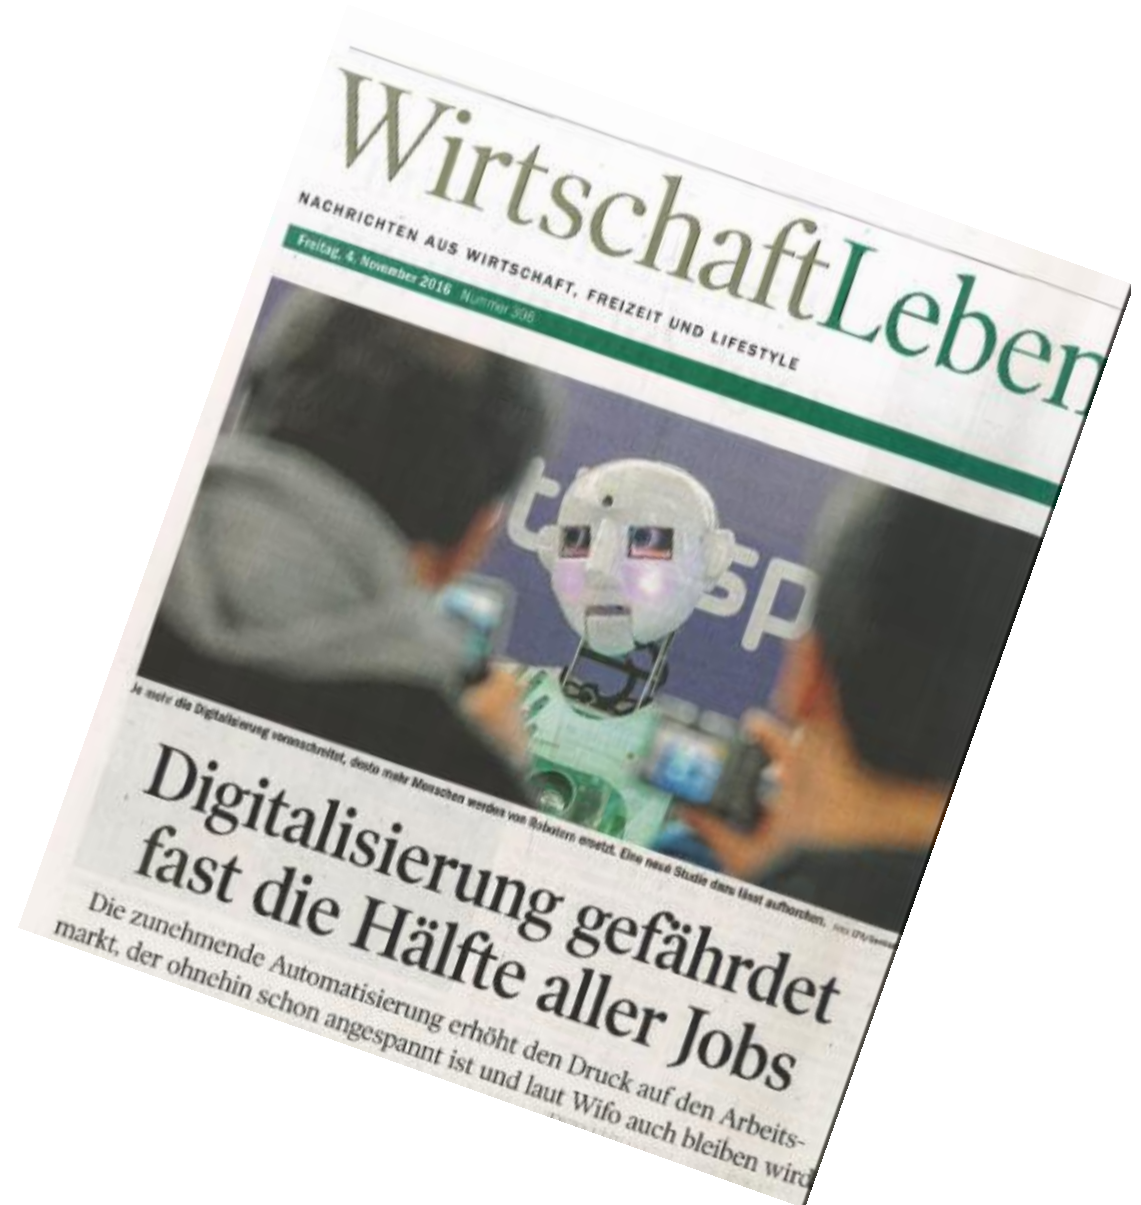 WirtschaftLeben
NACHRICHTEN AUS WIRTSCHAFT, FREIZEIT UND LIFESTYLE
Freitag, 4. November 2016 Nummer 306
t
sp
Je mehr die Digitalisierung voranschreitet, desto mehr Menschen werden von Robotern ersetzt. Eine neue Studie dazu lässt aufhorchen.
Digitalisierung gefährdet
fast die Hälfte aller Jobs
Die zunehmende Automatisierung erhöht den Druck auf den Arbeits-
markt, der ohnehin schon angespannt ist und laut Wifo auch bleiben wird